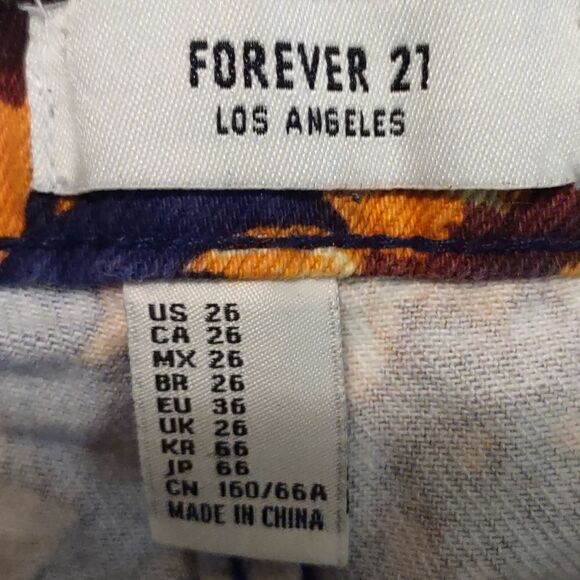 FOREVER 21
LOS ANGELES
US 26
CA 26
MX 26
BR 26
EU 36
UK 26
KR 66
JP 66
CN 160/66A
MADE IN CHINA